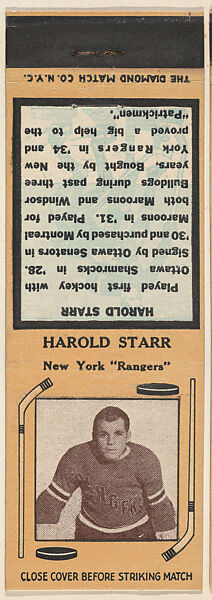 THE DIAMOND MATCH CO. N.Y.C.
HAROLD STARR
Played first hockey with
Ottawa Shamrocks in '28.
Signed by Ottawa Senators in
'30 and purchased by Montreal
Maroons in '31. Played for
both Maroons and Windsor
Bulldogs during past three
years. Bought by the New
York Rangers in '34 and
proved a big help to the
"Patrickmen".
HAROLD STARR
New York "Rangers"
RANGERS
CLOSE COVER BEFORE STRIKING MATCH